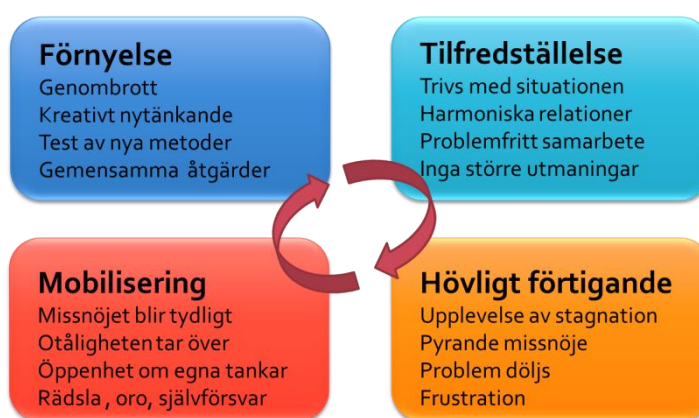 Förnyelse
Genombrott
Kreativt nytänkande
Test av nya metoder
Gemensamma åtgärder
Tilfredställelse
Trivs med situationen
Harmoniska relationer
Problemfritt samarbete
Inga större utmaningar
Mobilisering
Missnöjet blir tydligt
Otåligheten tar över
Öppenhet om egna tankar
Rädsla , oro, självförsvar
Hövligt förtigande
Upplevelse av stagnation
Pyrande missnöje
Problem döljs
Frustration